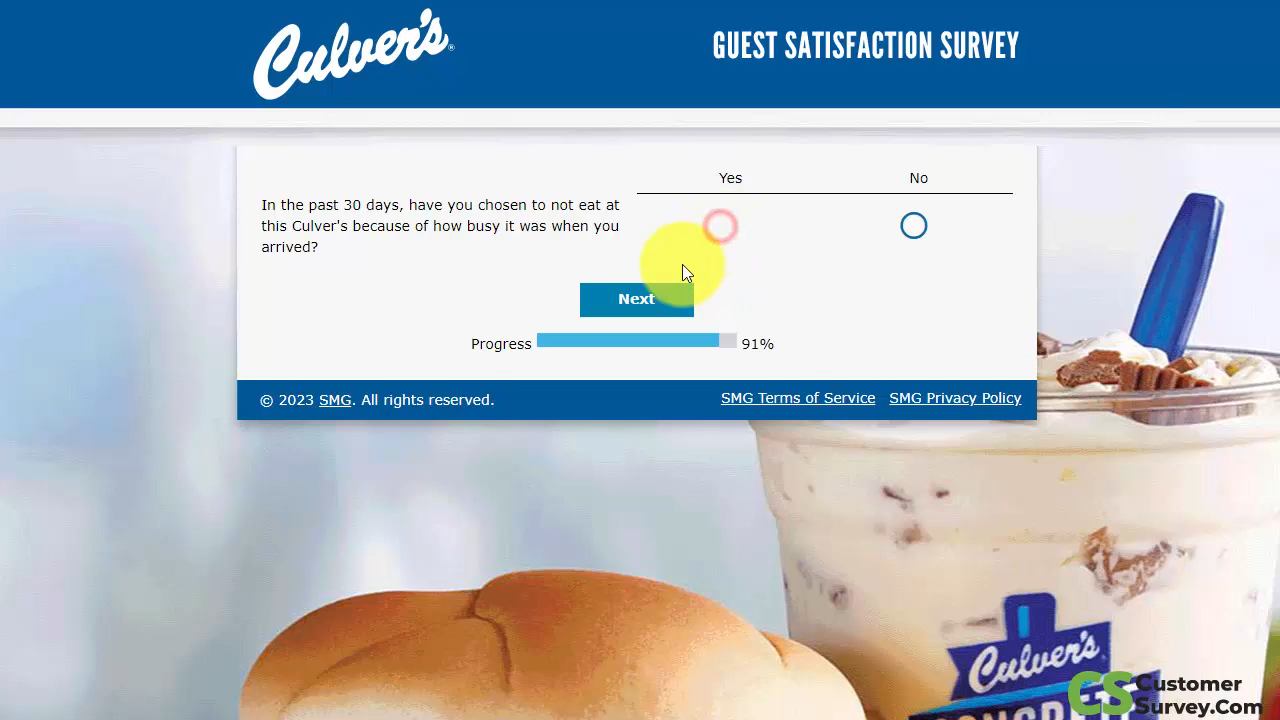 Culver's®
GUEST SATISFACTION SURVEY
Yes No
In the past 30 days, have you chosen to not eat at
this Culver's because of how busy it was when you
arrived?
Next
Progress 91%
© 2023 SMG. All rights reserved.
SMG Terms of Service SMG Privacy Policy
Culver's
CS Customer
Survey.Com